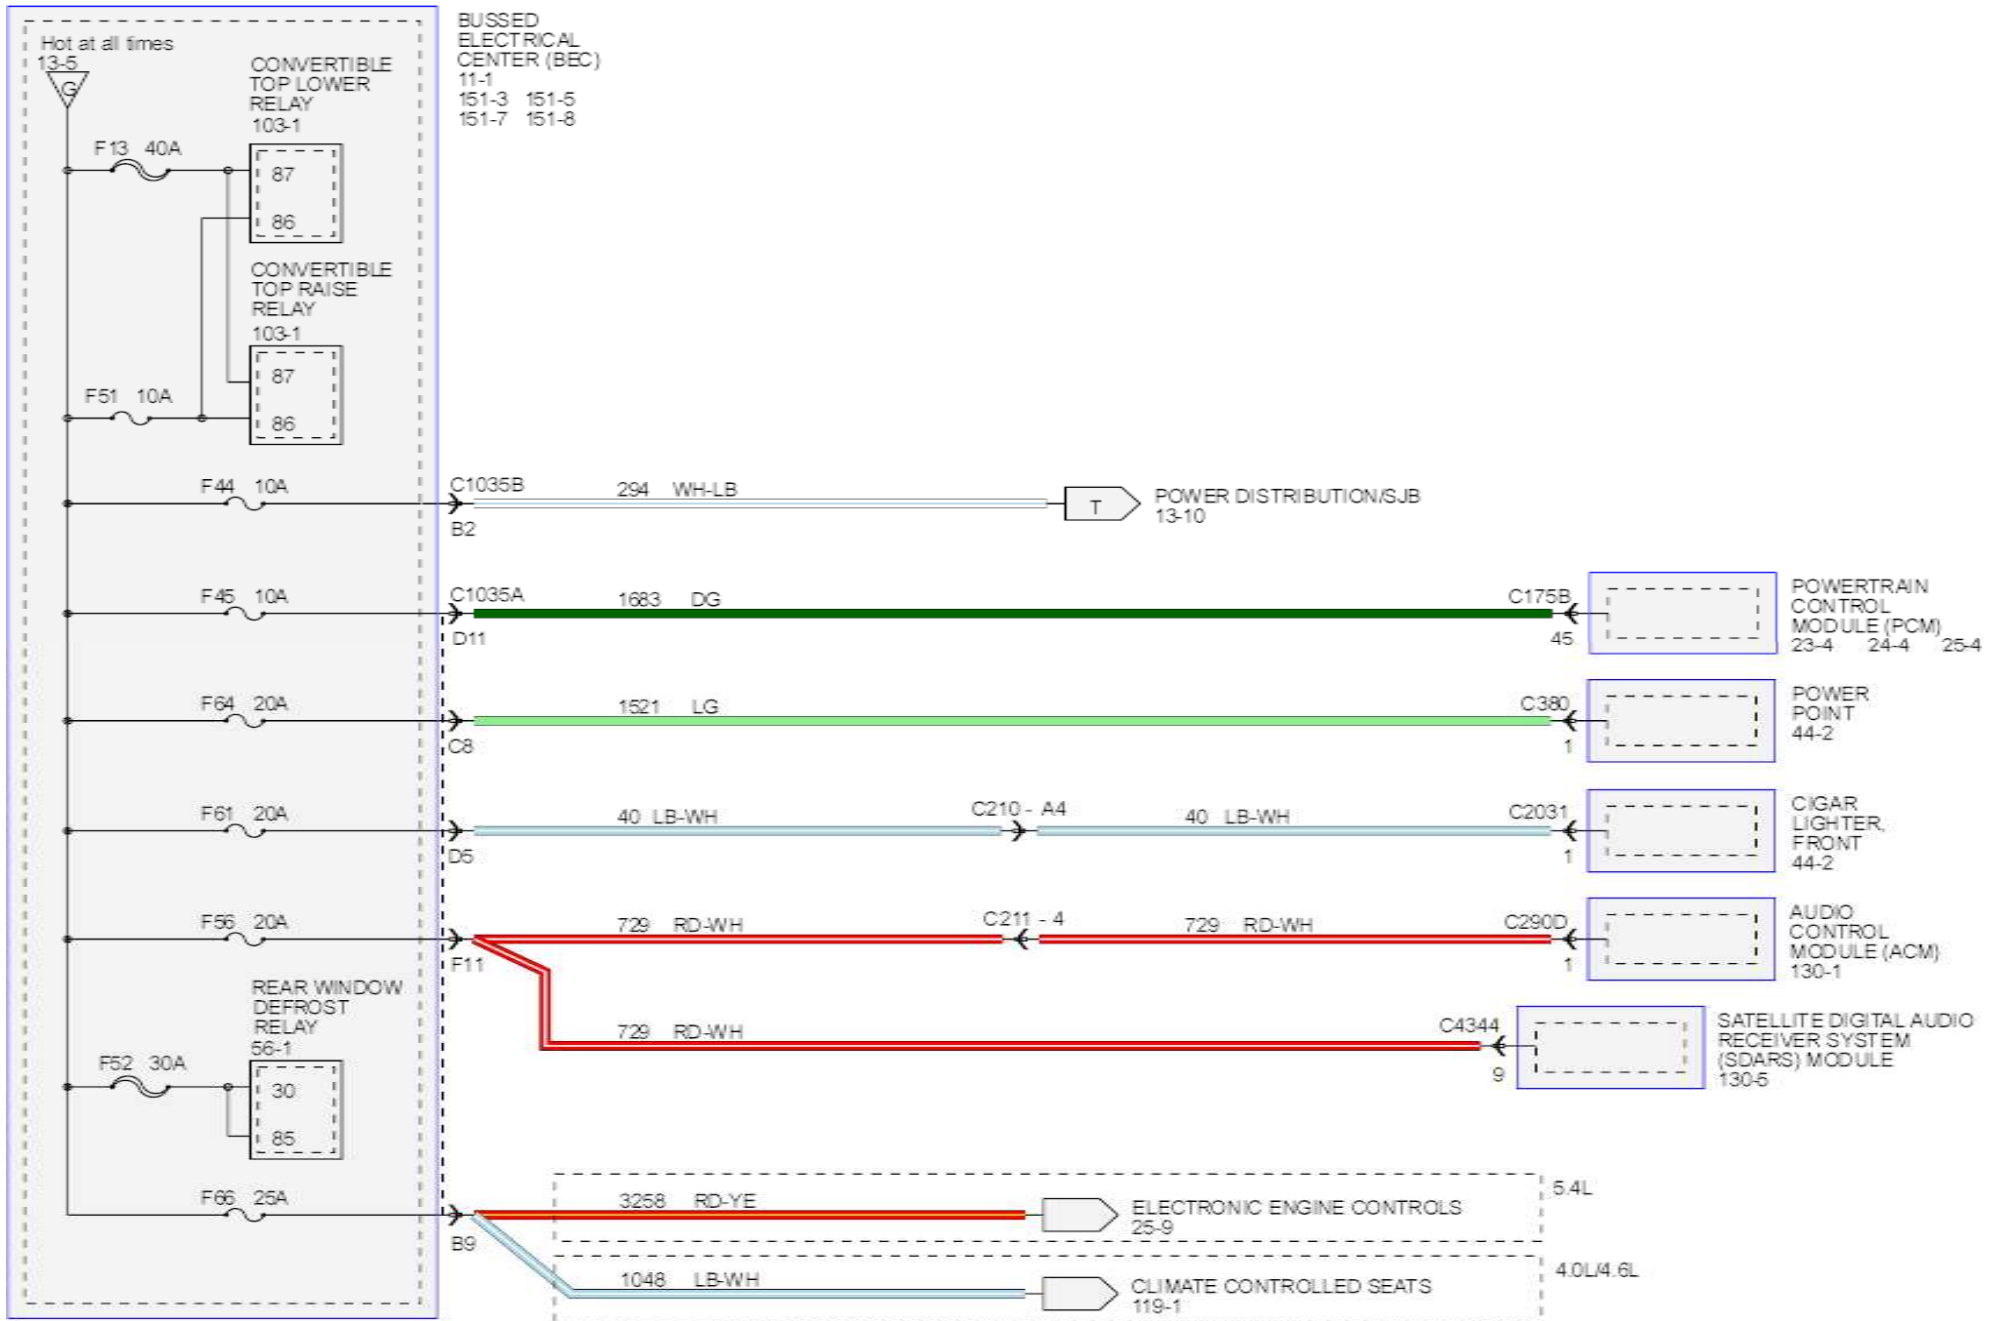 Hot at all times
13-5
G
CONVERTIBLE
TOP LOWER
RELAY
103-1
F13 40A
87
86
CONVERTIBLE
TOP RAISE
RELAY
103-1
F51 10A
87
86
BUSSED
ELECTRICAL
CENTER (BEC)
11-1
151-3 151-5
151-7 151-8
F44 10A
C1035B
B2
294 WH-LB
T
POWER DISTRIBUTION/SJB
13-10
F45 10A
C1035A
D11
1683 DG
C175B
45
POWERTRAIN
CONTROL
MODULE (PCM)
23-4 24-4 25-4
F64 20A
C8
1521 LG
C380
1
POWER
POINT
44-2
F61 20A
D5
40 LB-WH
C210 - A4
40 LB-WH
C2031
1
CIGAR
LIGHTER,
FRONT
44-2
F56 20A
F11
729 RD-WH
C211 - 4
729 RD-WH
C290D
1
AUDIO
CONTROL
MODULE (ACM)
130-1
729 RD-WH
C4344
9
SATELLITE DIGITAL AUDIO
RECEIVER SYSTEM
(SDARS) MODULE
130-5
REAR WINDOW
DEFROST
RELAY
56-1
F52 30A
30
85
F66 25A
B9
3258 RD-YE
ELECTRONIC ENGINE CONTROLS
25-9
5.4L
1048 LB-WH
CLIMATE CONTROLLED SEATS
119-1
4.0L/4.6L